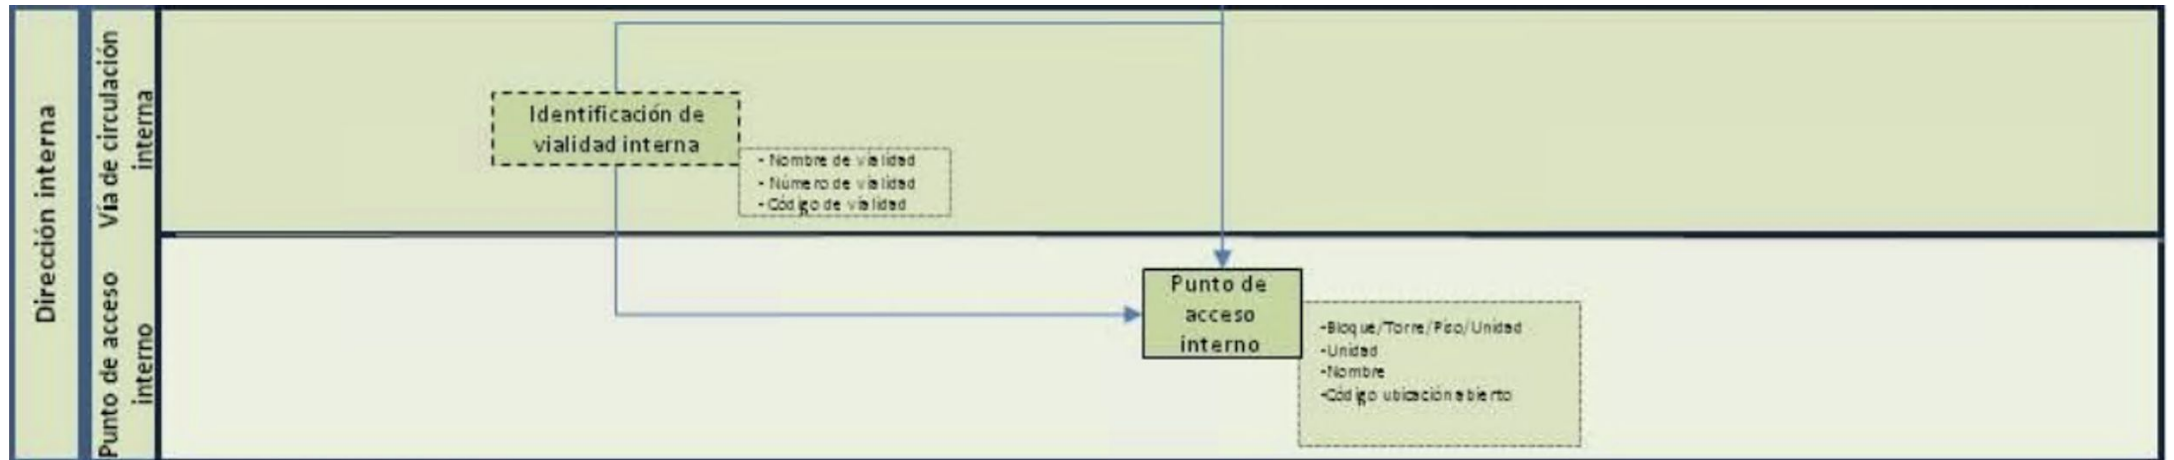 Dirección interna
Vía de circulación
interna
Identificación de
vialidad interna
- Nombre de vialidad
- Número de vialidad
- Código de vialidad
Punto de acceso
interno
Punto de
acceso
interno
-Bloque/Torre/Piso/Unidad
-Unidad
-Nombre
-Código ubicación abierto